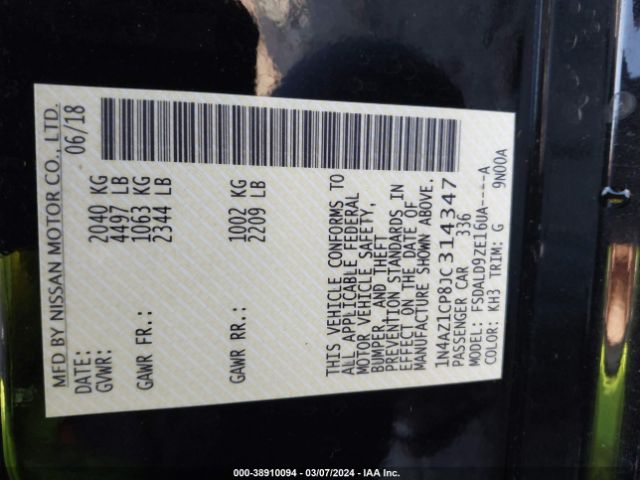 MFD BY NISSAN MOTOR CO., LTD.
DATE: 06/18
GVWR: 2040 KG
4497 LB
GAWR FR.: 1063 KG
2344 LB
GAWR RR.: 1002 KG
2209 LB
THIS VEHICLE CONFORMS TO
ALL APPLICABLE FEDERAL
MOTOR VEHICLE SAFETY,
BUMPER, AND THEFT
PREVENTION STANDARDS IN
EFFECT ON THE DATE OF
MANUFACTURE SHOWN ABOVE.
1N4AZ1CP8JC314347
PASSENGER CAR 336
MODEL: FSDALD9ZE16UA----A
COLOR: KH3 TRIM: G 9N00A
000-38910094 - 03/07/2024 - IAA Inc.